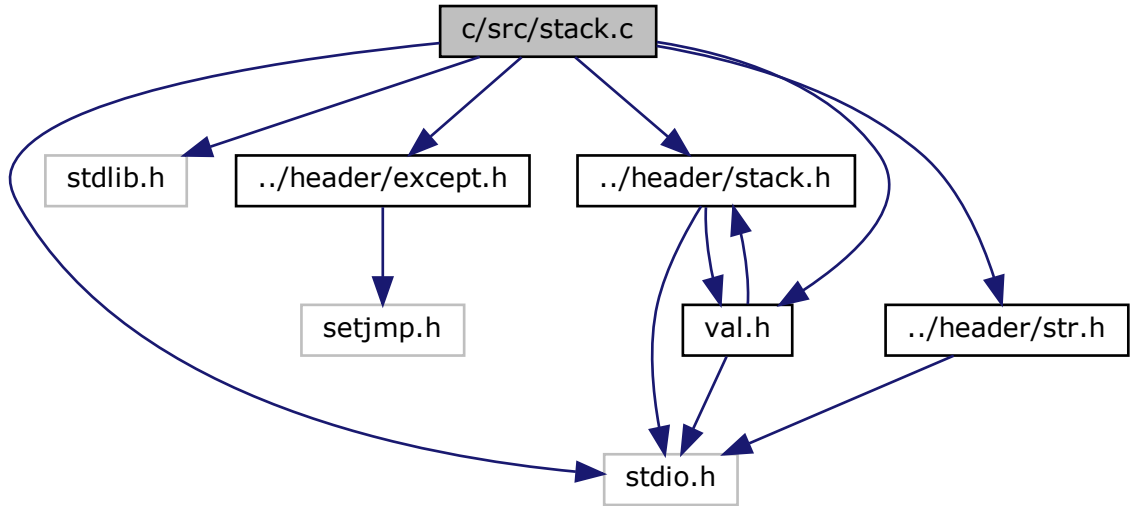 c/src/stack.c
stdlib.h
../header/except.h
../header/stack.h
setjmp.h
val.h
../header/str.h
stdio.h